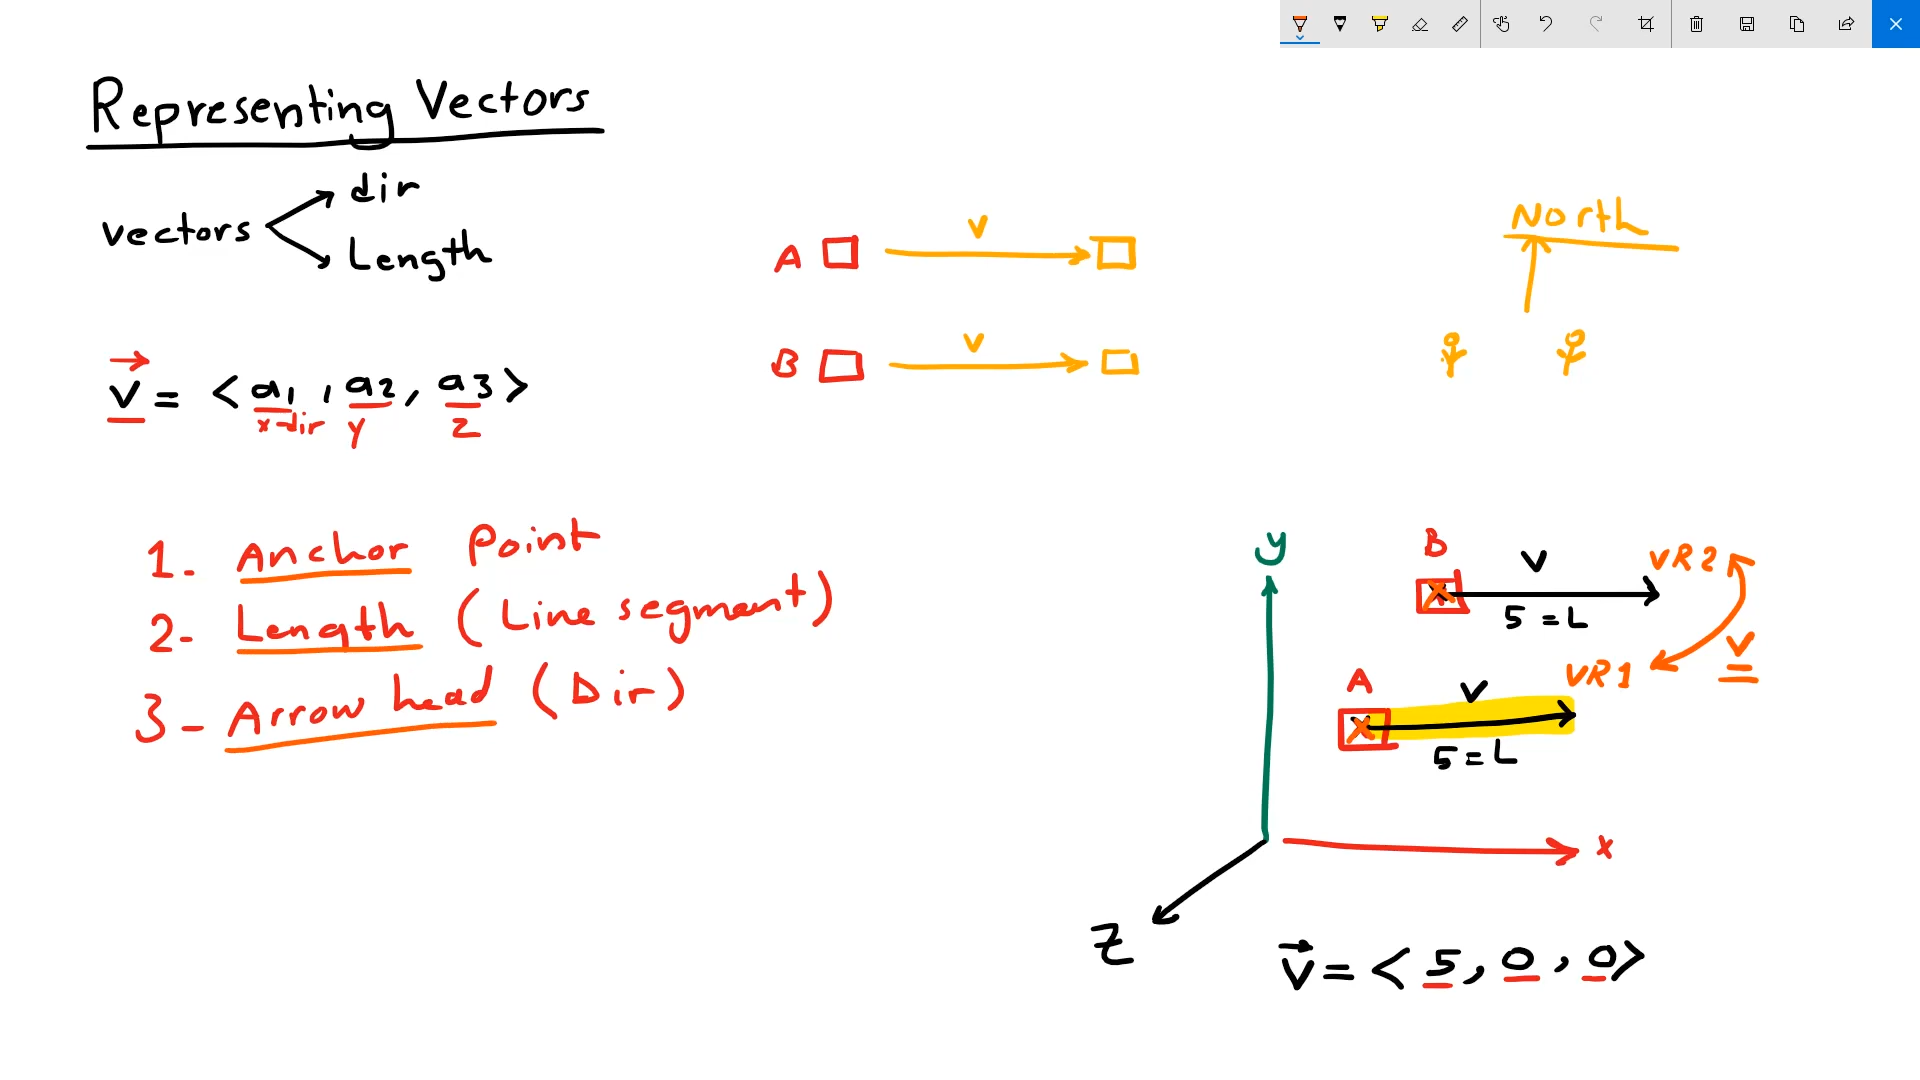 Representing Vectors
vectors
dir
Length
V = < a1 , a2 , a3 >
x-dir y z
1- Anchor Point
2- Length (Line segment)
3- Arrow head (Dir)
A
V
B
V
North
y
x
Z
B
V
5 = L
VR2
A
V
5 = L
VR1
V
V = < 5 , 0 , 0 >